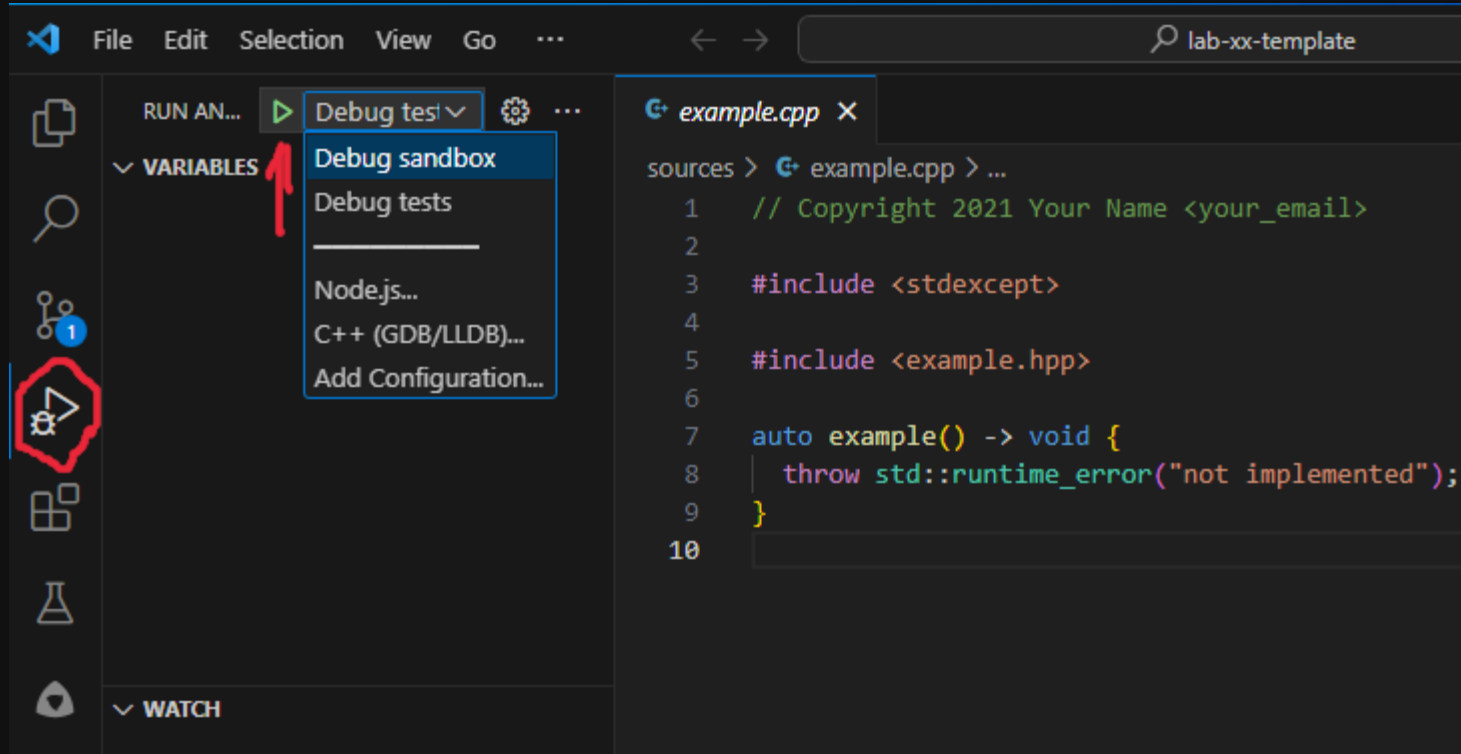 File Edit Selection View Go ···
lab-xx-template
RUN AN... Debug test
Debug sandbox
Debug tests
Node.js...
C++ (GDB/LLDB)...
Add Configuration...
VARIABLES
WATCH
1
example.cpp
sources > example.cpp > ...
1 // Copyright 2021 Your Name <your_email>
2
3 #include <stdexcept>
4
5 #include <example.hpp>
6
7 auto example() -> void {
8 throw std::runtime_error("not implemented");
9 }
10